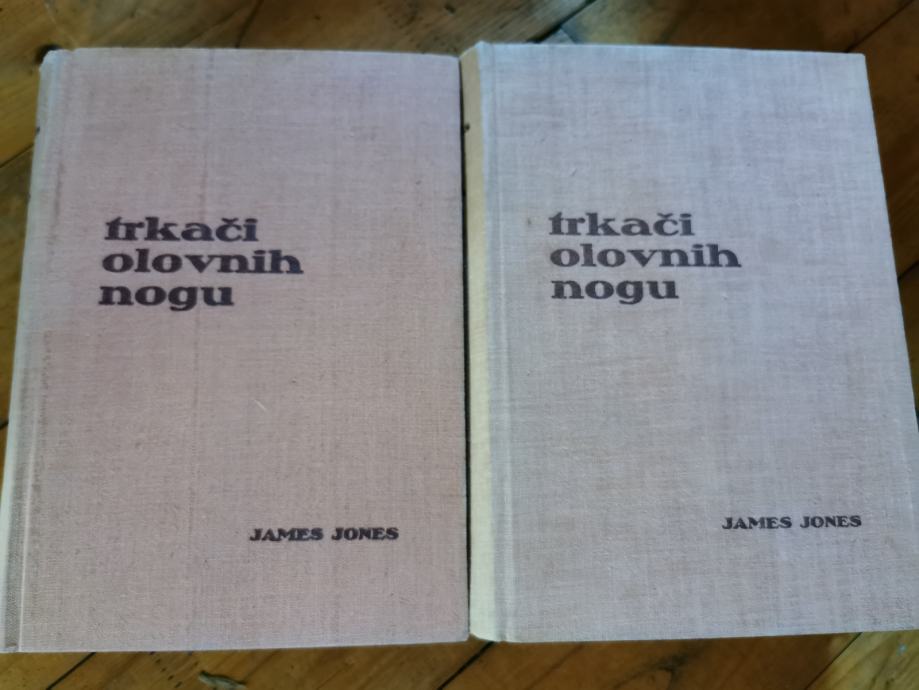 trkači
olovnih
nogu
JAMES JONES
trkači
olovnih
nogu
JAMES JONES